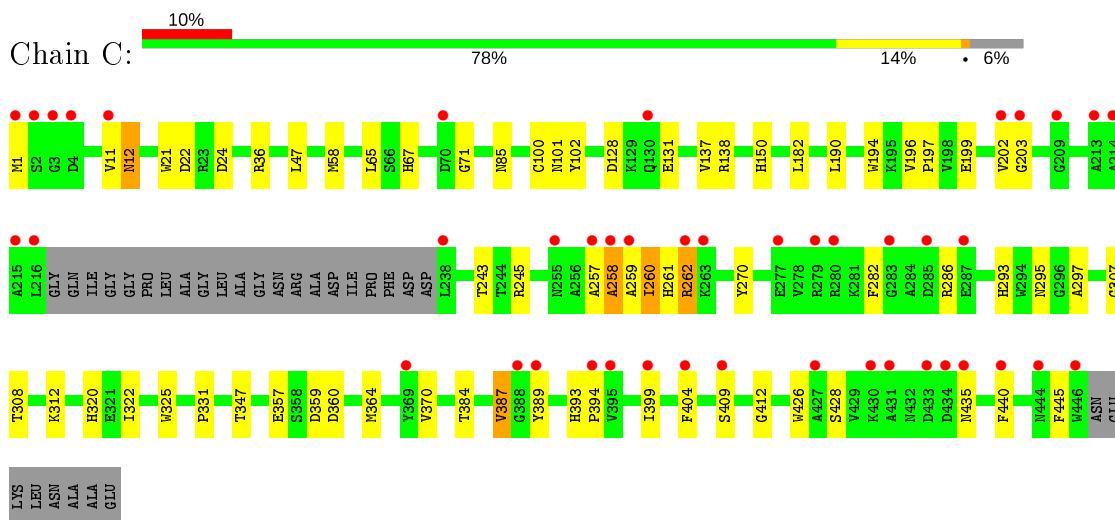 10%
Chain C:
78% 14% • 6%
M1 S2 G3 D4 V11 N12 W21 D22 R23 D24 R36 L47 M58 L65 S66 H67 D70 G71 N85 C100 N101 Y102 D128 K129 Q130 E131 V137 R138 H150 L182 L190 W194 K195 V196 P197 V198 E199 V202 G203 G209 A213 A214
A215 L216 GLY GLN ILE GLY GLY PRO LEU ALA GLY LEU ALA GLY ASN ARG ALA ASP ILE PRO PHE ASP ASP L238 T243 T244 R245 N255 A256 A257 A258 A259 I260 H261 R262 K263 Y270 E277 V278 R279 R280 K281 F282 G283 A284 D285 R286 E287 H293 W294 N295 G296 A297 G307
T308 K312 H320 E321 I322 W325 P331 T347 E357 S358 D359 D360 M364 Y369 V370 T384 V387 G388 Y389 H393 P394 V395 I399 F404 S409 G412 W426 A427 S428 V429 K430 A431 N432 D433 D434 N435 F440 N444 F445 W446 ASN GLU
LYS LEU ASN ALA ALA GLU